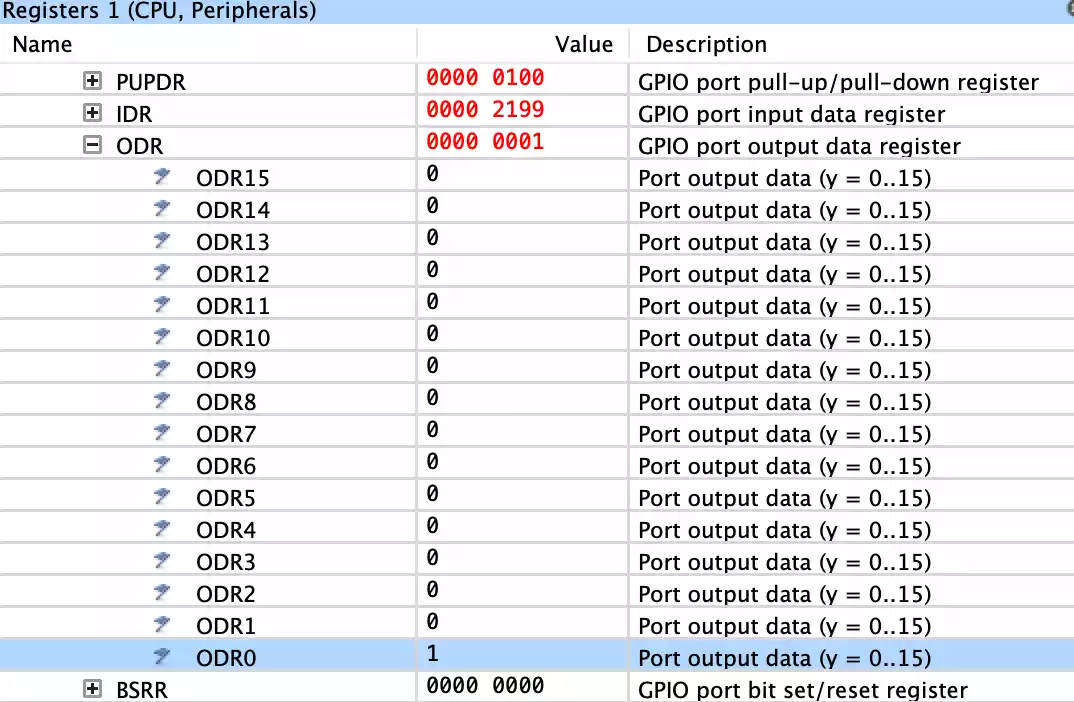 Registers 1 (CPU, Peripherals)
Name Value Description
PUPDR 0000 0100 GPIO port pull-up/pull-down register
IDR 0000 2199 GPIO port input data register
ODR 0000 0001 GPIO port output data register
ODR15 0 Port output data (y = 0..15)
ODR14 0 Port output data (y = 0..15)
ODR13 0 Port output data (y = 0..15)
ODR12 0 Port output data (y = 0..15)
ODR11 0 Port output data (y = 0..15)
ODR10 0 Port output data (y = 0..15)
ODR9 0 Port output data (y = 0..15)
ODR8 0 Port output data (y = 0..15)
ODR7 0 Port output data (y = 0..15)
ODR6 0 Port output data (y = 0..15)
ODR5 0 Port output data (y = 0..15)
ODR4 0 Port output data (y = 0..15)
ODR3 0 Port output data (y = 0..15)
ODR2 0 Port output data (y = 0..15)
ODR1 0 Port output data (y = 0..15)
ODR0 1 Port output data (y = 0..15)
BSRR 0000 0000 GPIO port bit set/reset register